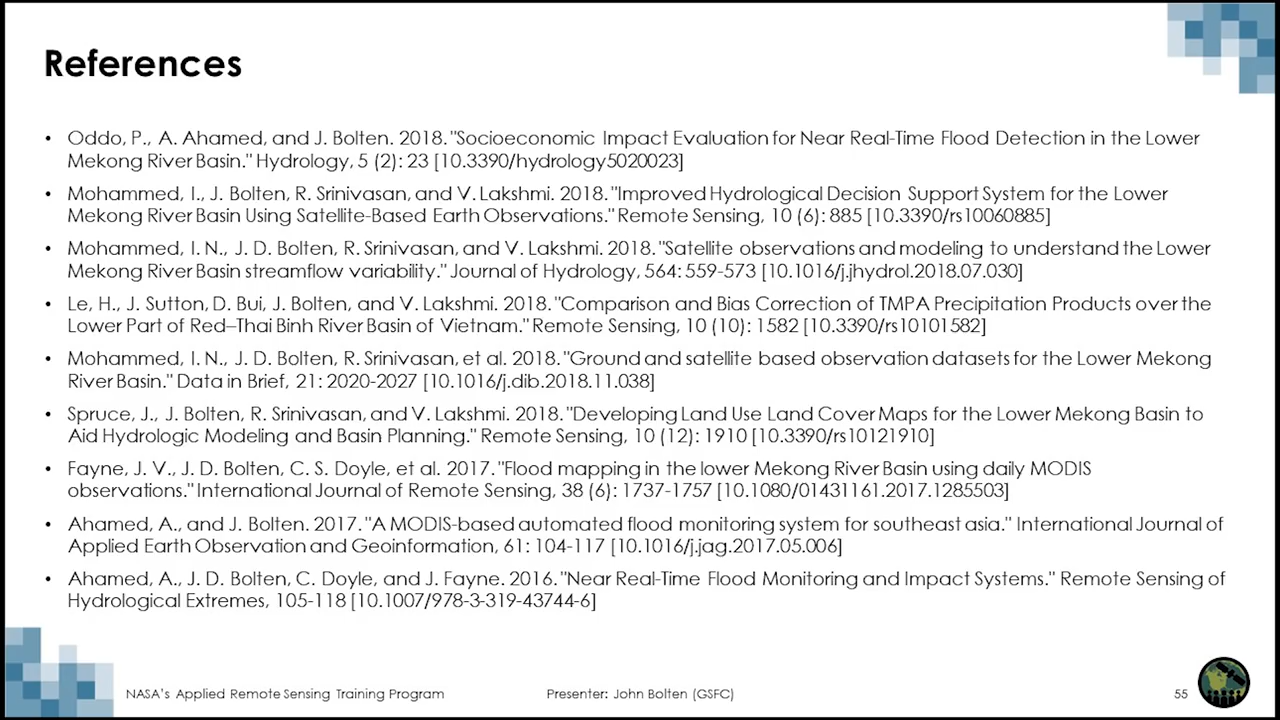 References
• Oddo, P., A. Ahamed, and J. Bolten. 2018. "Socioeconomic Impact Evaluation for Near Real-Time Flood Detection in the Lower
Mekong River Basin." Hydrology, 5 (2): 23 [10.3390/hydrology5020023]
• Mohammed, I., J. Bolten, R. Srinivasan, and V. Lakshmi. 2018. "Improved Hydrological Decision Support System for the Lower
Mekong River Basin Using Satellite-Based Earth Observations." Remote Sensing, 10 (6): 885 [10.3390/rs10060885]
• Mohammed, I. N., J. D. Bolten, R. Srinivasan, and V. Lakshmi. 2018. "Satellite observations and modeling to understand the Lower
Mekong River Basin streamflow variability." Journal of Hydrology, 564: 559-573 [10.1016/j.jhydrol.2018.07.030]
• Le, H., J. Sutton, D. Bui, J. Bolten, and V. Lakshmi. 2018. "Comparison and Bias Correction of TMPA Precipitation Products over the
Lower Part of Red–Thai Binh River Basin of Vietnam." Remote Sensing, 10 (10): 1582 [10.3390/rs10101582]
• Mohammed, I. N., J. D. Bolten, R. Srinivasan, et al. 2018. "Ground and satellite based observation datasets for the Lower Mekong
River Basin." Data in Brief, 21: 2020-2027 [10.1016/j.dib.2018.11.038]
• Spruce, J., J. Bolten, R. Srinivasan, and V. Lakshmi. 2018. "Developing Land Use Land Cover Maps for the Lower Mekong Basin to
Aid Hydrologic Modeling and Basin Planning." Remote Sensing, 10 (12): 1910 [10.3390/rs10121910]
• Fayne, J. V., J. D. Bolten, C. S. Doyle, et al. 2017. "Flood mapping in the lower Mekong River Basin using daily MODIS
observations." International Journal of Remote Sensing, 38 (6): 1737-1757 [10.1080/01431161.2017.1285503]
• Ahamed, A., and J. Bolten. 2017. "A MODIS-based automated flood monitoring system for southeast asia." International Journal of
Applied Earth Observation and Geoinformation, 61: 104-117 [10.1016/j.jag.2017.05.006]
• Ahamed, A., J. D. Bolten, C. Doyle, and J. Fayne. 2016. "Near Real-Time Flood Monitoring and Impact Systems." Remote Sensing of
Hydrological Extremes, 105-118 [10.1007/978-3-319-43744-6]
NASA's Applied Remote Sensing Training Program
Presenter: John Bolten (GSFC)
55